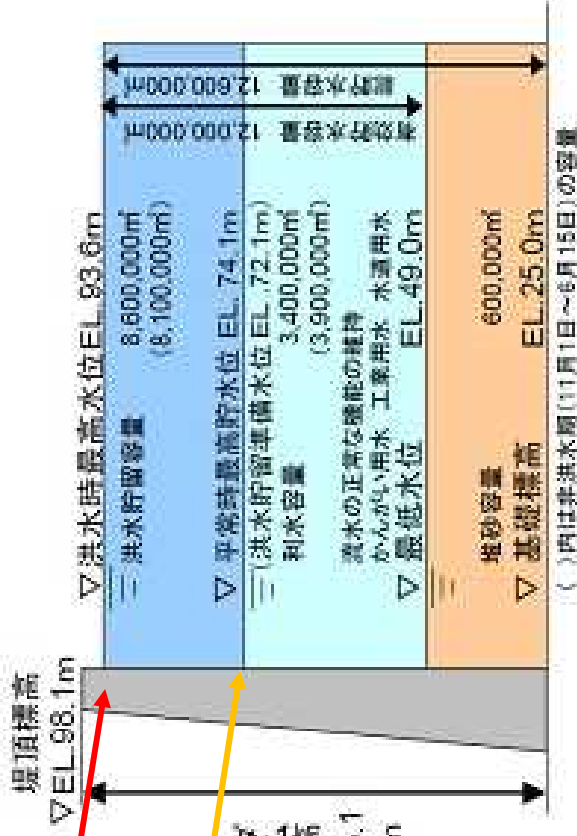 堤頂標高
▽EL.98.1m
▽洪水時最高水位EL.93.6m
洪水貯留容量 8,600,000㎥
(8,100,000㎥)
▽平常時最高貯水位 EL.74.1m
(洪水貯留準備水位 EL.72.1m)
利水容量 3,400,000㎥
(3,900,000㎥)
流水の正常な機能の維持
かんがい用水 工業用水 水道用水
▽最低水位 EL.49.0m
堆砂容量 600,000㎥
▽基礎標高 EL.25.0m
有効貯水容量 12,000,000㎥
総貯水容量 12,600,000㎥
( )内は非洪水期(11月1日～6月15日)の容量